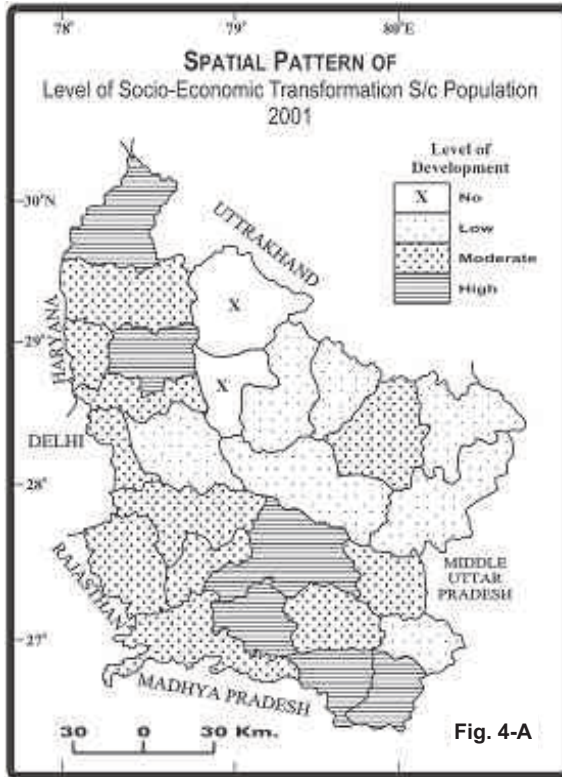 78° 79° 80°E
SPATIAL PATTERN OF
Level of Socio-Economic Transformation S/c Population
2001
Level of
Development
X No
Low
Moderate
High
30°N
UTTRAKHAND
X
29°
HARYANA
X
DELHI
28°
RAJASTHAN
MIDDLE
UTTAR
PRADESH
27°
MADHYA PRADESH
30 0 30 Km.
Fig. 4-A